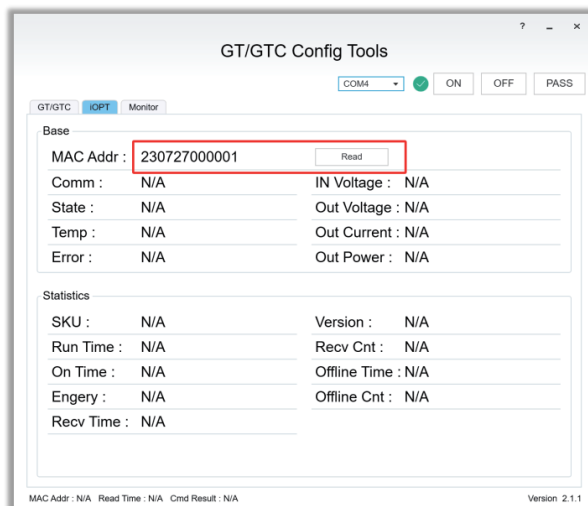 ? _ ×
GT/GTC Config Tools
COM4 ON OFF PASS
GT/GTC iOPT Monitor
Base
MAC Addr : 230727000001 Read
Comm : N/A IN Voltage : N/A
State : N/A Out Voltage : N/A
Temp : N/A Out Current : N/A
Error : N/A Out Power : N/A
Statistics
SKU : N/A Version : N/A
Run Time : N/A Recv Cnt : N/A
On Time : N/A Offline Time : N/A
Engery : N/A Offline Cnt : N/A
Recv Time : N/A
MAC Addr : N/A Read Time : N/A Cmd Result : N/A Version 2.1.1